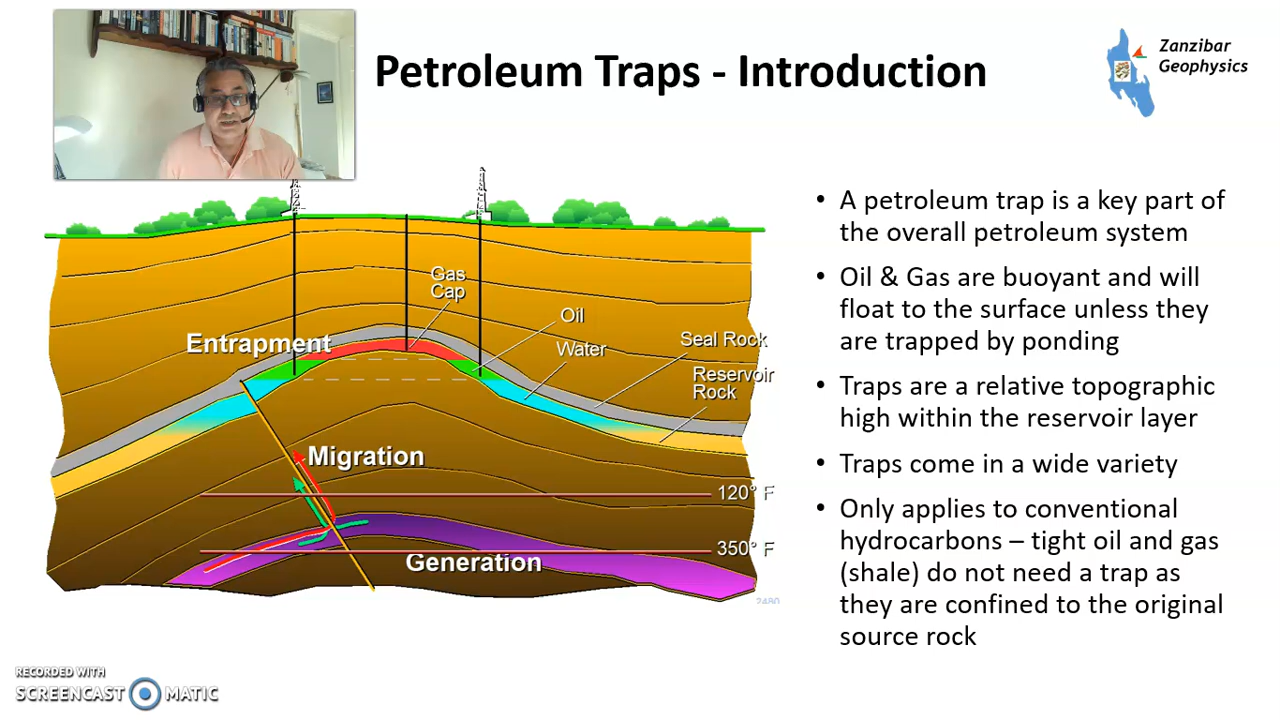 Petroleum Traps - Introduction
Zanzibar
Geophysics
Gas
Cap
Oil
Entrapment
Water
Seal Rock
Reservoir
Rock
Migration
120° F
350° F
Generation
2480
• A petroleum trap is a key part of
the overall petroleum system
• Oil & Gas are buoyant and will
float to the surface unless they
are trapped by ponding
• Traps are a relative topographic
high within the reservoir layer
• Traps come in a wide variety
• Only applies to conventional
hydrocarbons – tight oil and gas
(shale) do not need a trap as
they are confined to the original
source rock
RECORDED WITH
SCREENCAST MATIC